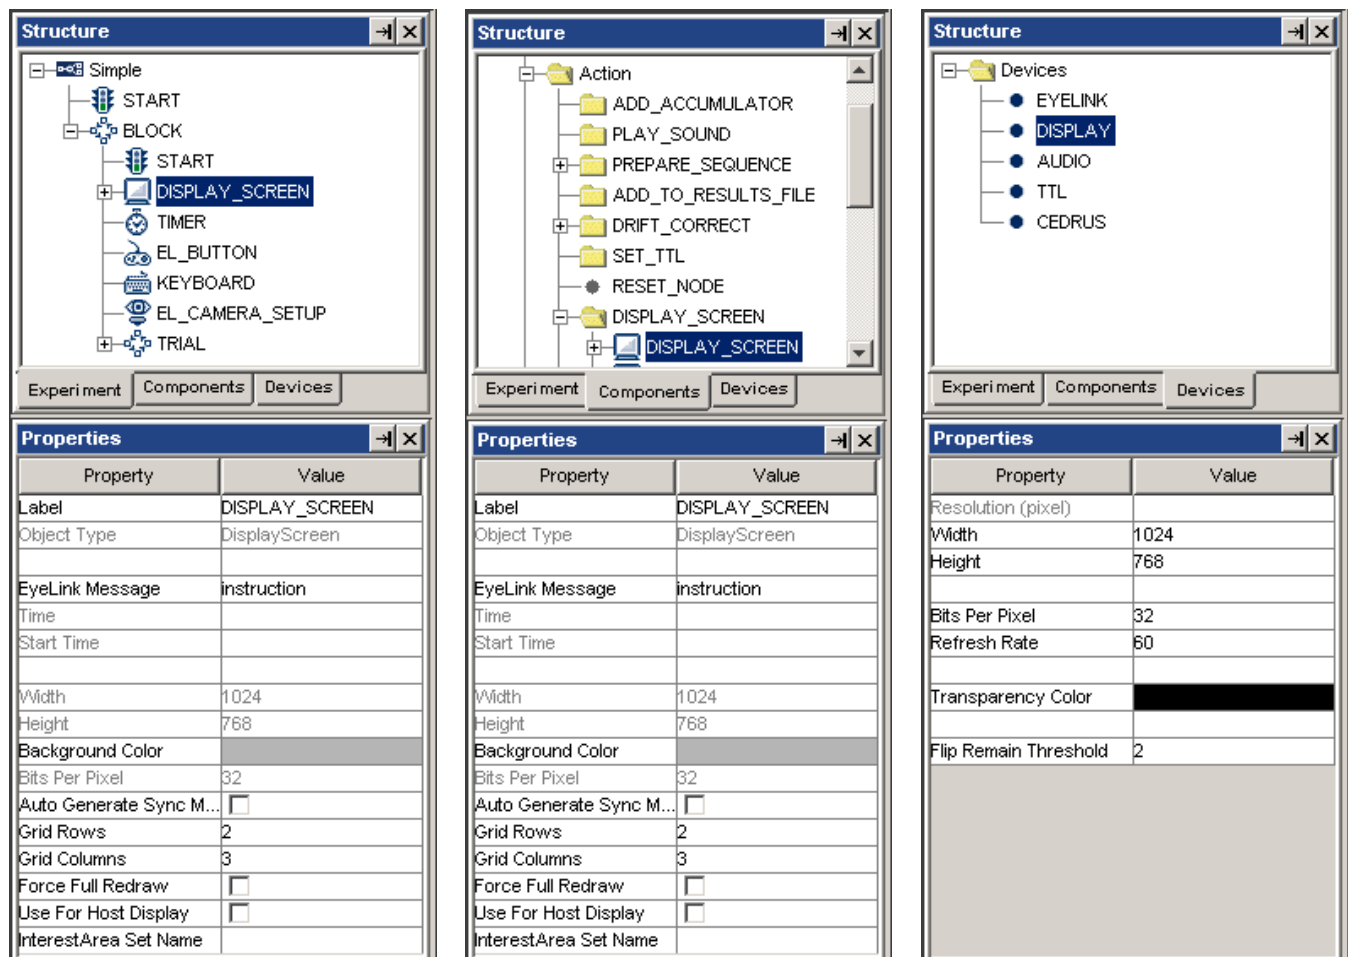 Structure
Simple
START
BLOCK
START
DISPLAY_SCREEN
TIMER
EL_BUTTON
KEYBOARD
EL_CAMERA_SETUP
TRIAL
Experiment Components Devices
Properties
Property Value
Label DISPLAY_SCREEN
Object Type DisplayScreen
EyeLink Message instruction
Time
Start Time
Width 1024
Height 768
Background Color
Bits Per Pixel 32
Auto Generate Sync M...
Grid Rows 2
Grid Columns 3
Force Full Redraw
Use For Host Display
InterestArea Set Name
Structure
Action
ADD_ACCUMULATOR
PLAY_SOUND
PREPARE_SEQUENCE
ADD_TO_RESULTS_FILE
DRIFT_CORRECT
SET_TTL
RESET_NODE
DISPLAY_SCREEN
DISPLAY_SCREEN
Experiment Components Devices
Properties
Property Value
Label DISPLAY_SCREEN
Object Type DisplayScreen
EyeLink Message instruction
Time
Start Time
Width 1024
Height 768
Background Color
Bits Per Pixel 32
Auto Generate Sync M...
Grid Rows 2
Grid Columns 3
Force Full Redraw
Use For Host Display
InterestArea Set Name
Structure
Devices
EYELINK
DISPLAY
AUDIO
TTL
CEDRUS
Experiment Components Devices
Properties
Property Value
Resolution (pixel)
Width 1024
Height 768
Bits Per Pixel 32
Refresh Rate 60
Transparency Color
Flip Remain Threshold 2